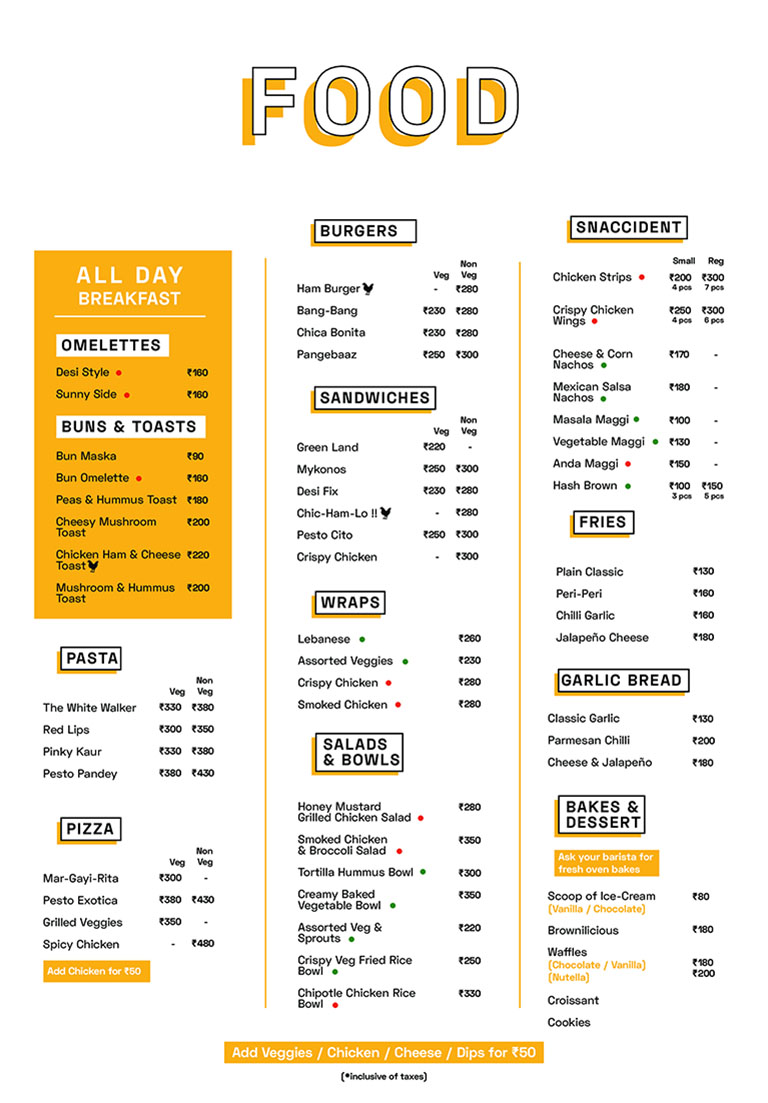 FOOD
ALL DAY
BREAKFAST
OMELETTES
Desi Style ₹160
Sunny Side ₹160
BUNS & TOASTS
Bun Maska ₹90
Bun Omelette ₹160
Peas & Hummus Toast ₹180
Cheesy Mushroom ₹200
Toast
Chicken Ham & Cheese ₹220
Toast
Mushroom & Hummus ₹200
Toast
PASTA
Non
Veg Veg
The White Walker ₹330 ₹380
Red Lips ₹300 ₹350
Pinky Kaur ₹330 ₹380
Pesto Pandey ₹380 ₹430
PIZZA
Non
Veg Veg
Mar-Gayi-Rita ₹300 -
Pesto Exotica ₹380 ₹430
Grilled Veggies ₹350 -
Spicy Chicken - ₹480
Add Chicken for ₹50
BURGERS
Non
Veg Veg
Ham Burger - ₹280
Bang-Bang ₹230 ₹280
Chica Bonita ₹230 ₹280
Pangebaaz ₹250 ₹300
SANDWICHES
Non
Veg Veg
Green Land ₹220 -
Mykonos ₹250 ₹300
Desi Fix ₹230 ₹280
Chic-Ham-Lo !! - ₹280
Pesto Cito ₹250 ₹300
Crispy Chicken - ₹300
WRAPS
Lebanese ₹260
Assorted Veggies ₹230
Crispy Chicken ₹280
Smoked Chicken ₹280
SALADS
& BOWLS
Honey Mustard ₹280
Grilled Chicken Salad
Smoked Chicken ₹350
& Broccoli Salad
Tortilla Hummus Bowl ₹300
Creamy Baked ₹350
Vegetable Bowl
Assorted Veg & ₹220
Sprouts
Crispy Veg Fried Rice ₹250
Bowl
Chipotle Chicken Rice ₹330
Bowl
SNACCIDENT
Small Reg
Chicken Strips ₹200 ₹300
4 pcs 7 pcs
Crispy Chicken ₹250 ₹300
Wings 4 pcs 6 pcs
Cheese & Corn ₹170 -
Nachos
Mexican Salsa ₹180 -
Nachos
Masala Maggi ₹100 -
Vegetable Maggi ₹130 -
Anda Maggi ₹150 -
Hash Brown ₹100 ₹150
3 pcs 5 pcs
FRIES
Plain Classic ₹130
Peri-Peri ₹160
Chilli Garlic ₹160
Jalapeño Cheese ₹180
GARLIC BREAD
Classic Garlic ₹130
Parmesan Chilli ₹200
Cheese & Jalapeño ₹180
BAKES &
DESSERT
Ask your barista for
fresh oven bakes
Scoop of Ice-Cream ₹80
(Vanilla / Chocolate)
Brownilicious ₹180
Waffles
(Chocolate / Vanilla) ₹180
(Nutella) ₹200
Croissant
Cookies
Add Veggies / Chicken / Cheese / Dips for ₹50
(*inclusive of taxes)